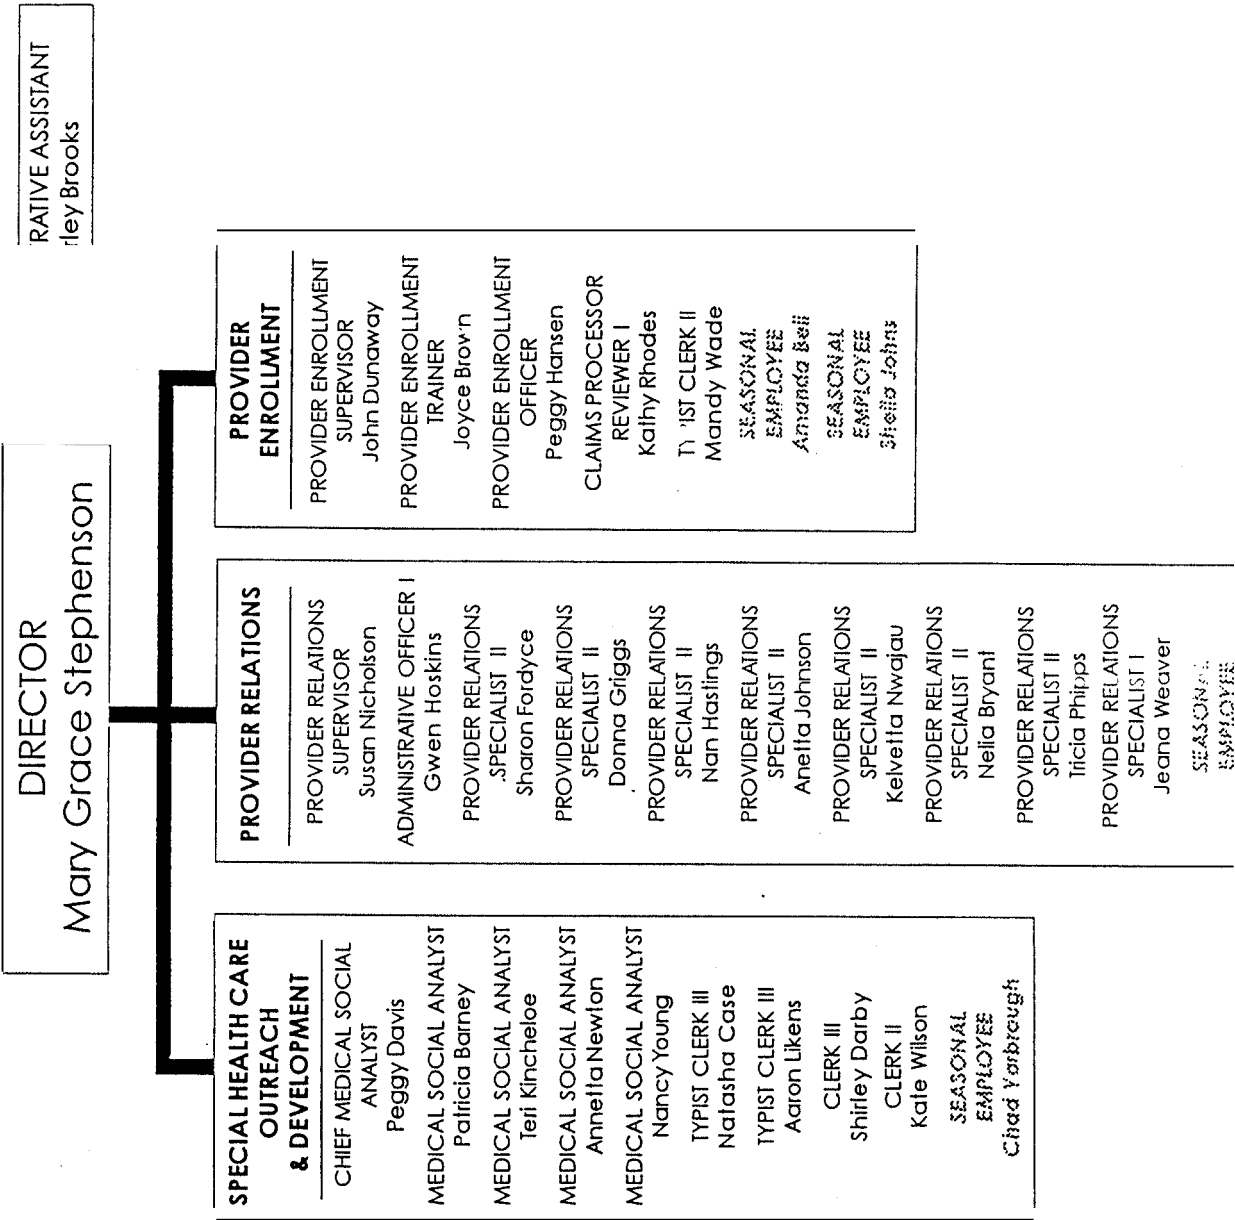 RATIVE ASSISTANT
rley Brooks
DIRECTOR
Mary Grace Stephenson
SPECIAL HEALTH CARE
OUTREACH
& DEVELOPMENT
CHIEF MEDICAL SOCIAL
ANALYST
Peggy Davis
MEDICAL SOCIAL ANALYST
Patricia Barney
MEDICAL SOCIAL ANALYST
Teri Kincheloe
MEDICAL SOCIAL ANALYST
Annetta Newton
MEDICAL SOCIAL ANALYST
Nancy Young
TYPIST CLERK III
Natasha Case
TYPIST CLERK III
Aaron Likens
CLERK III
Shirley Darby
CLERK II
Kate Wilson
SEASONAL
EMPLOYEE
Chad Yarbrough
PROVIDER RELATIONS
PROVIDER RELATIONS
SUPERVISOR
Susan Nicholson
ADMINISTRATIVE OFFICER I
Gwen Hoskins
PROVIDER RELATIONS
SPECIALIST II
Sharon Fordyce
PROVIDER RELATIONS
SPECIALIST II
Donna Griggs
PROVIDER RELATIONS
SPECIALIST II
Nan Hastings
PROVIDER RELATIONS
SPECIALIST II
Anetta Johnson
PROVIDER RELATIONS
SPECIALIST II
Kelvetta Nwajau
PROVIDER RELATIONS
SPECIALIST II
Nelia Bryant
PROVIDER RELATIONS
SPECIALIST II
Tricia Phipps
PROVIDER RELATIONS
SPECIALIST I
Jeana Weaver
SEASONAL
EMPLOYEE
PROVIDER
ENROLLMENT
PROVIDER ENROLLMENT
SUPERVISOR
John Dunaway
PROVIDER ENROLLMENT
TRAINER
Joyce Brown
PROVIDER ENROLLMENT
OFFICER
Peggy Hansen
CLAIMS PROCESSOR
REVIEWER I
Kathy Rhodes
TYPIST CLERK II
Mandy Wade
SEASONAL
EMPLOYEE
Amanda Bell
SEASONAL
EMPLOYEE
Sheila Johns